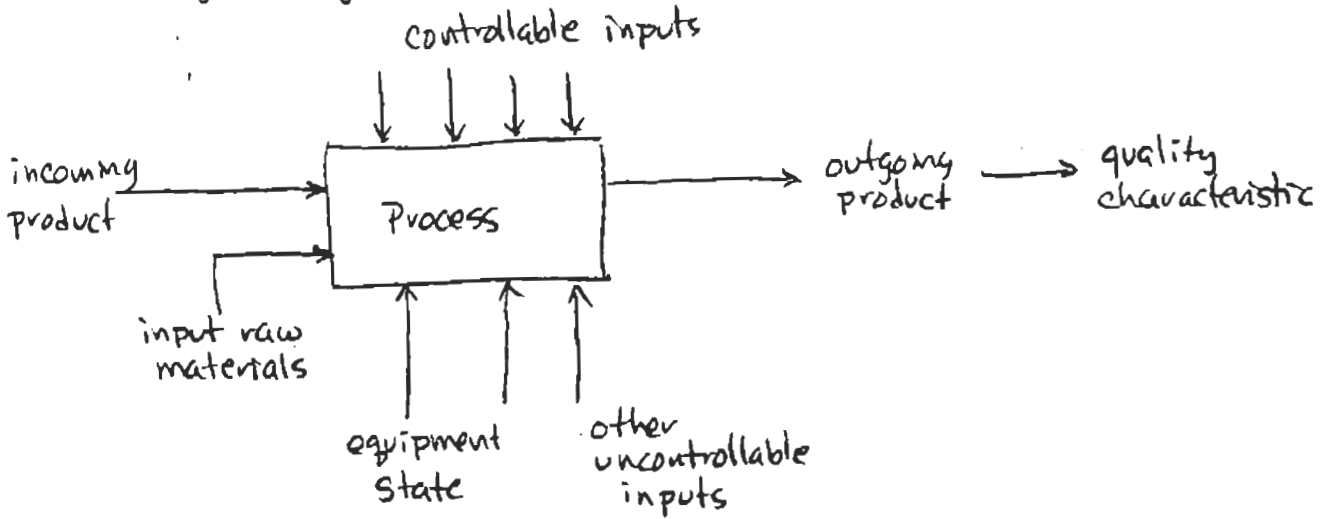 controllable inputs
incoming
product
Process
outgoing
product
quality
characteristic
input raw
materials
equipment
state
other
uncontrollable
inputs